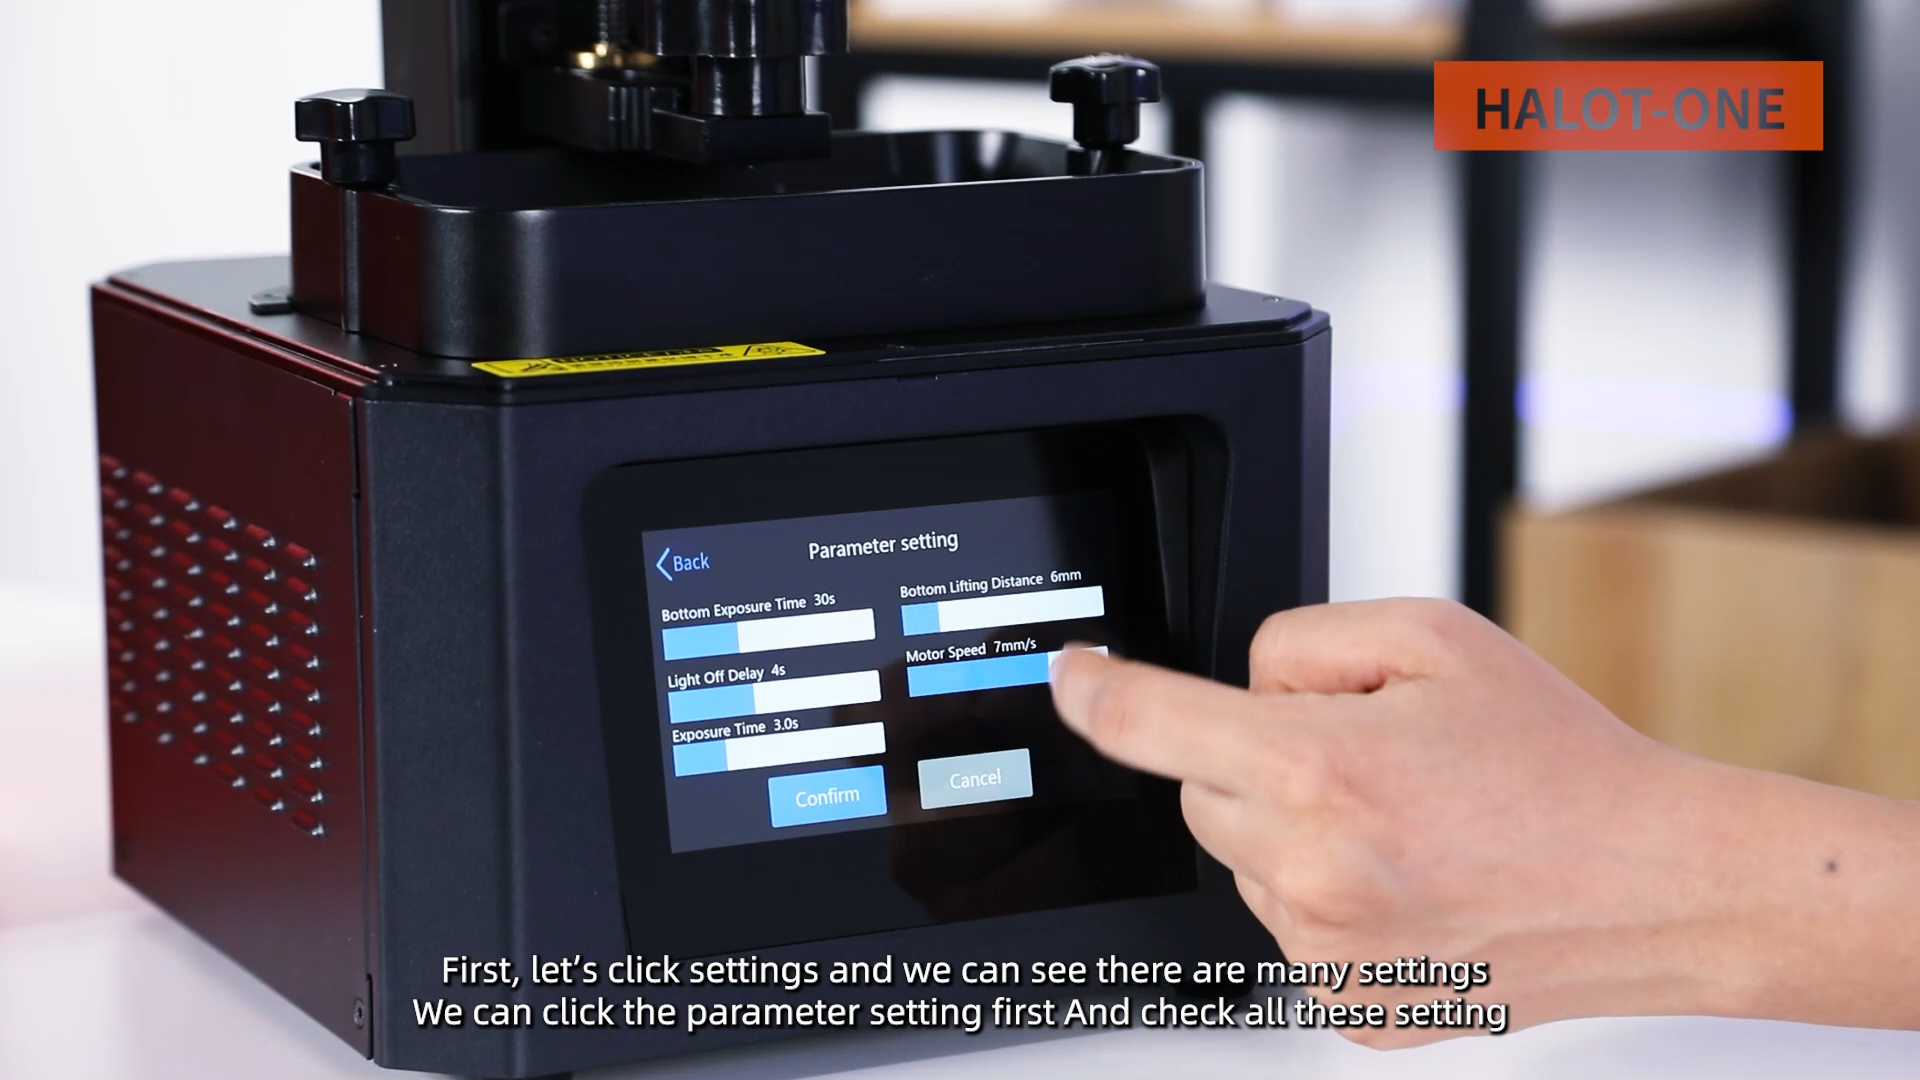 HALOT-ONE
Back
Parameter setting
Bottom Exposure Time 30s
Bottom Lifting Distance 6mm
Light Off Delay 4s
Motor Speed 7mm/s
Exposure Time 3.0s
Confirm
Cancel
First, let's click settings and we can see there are many settings
We can click the parameter setting first And check all these setting